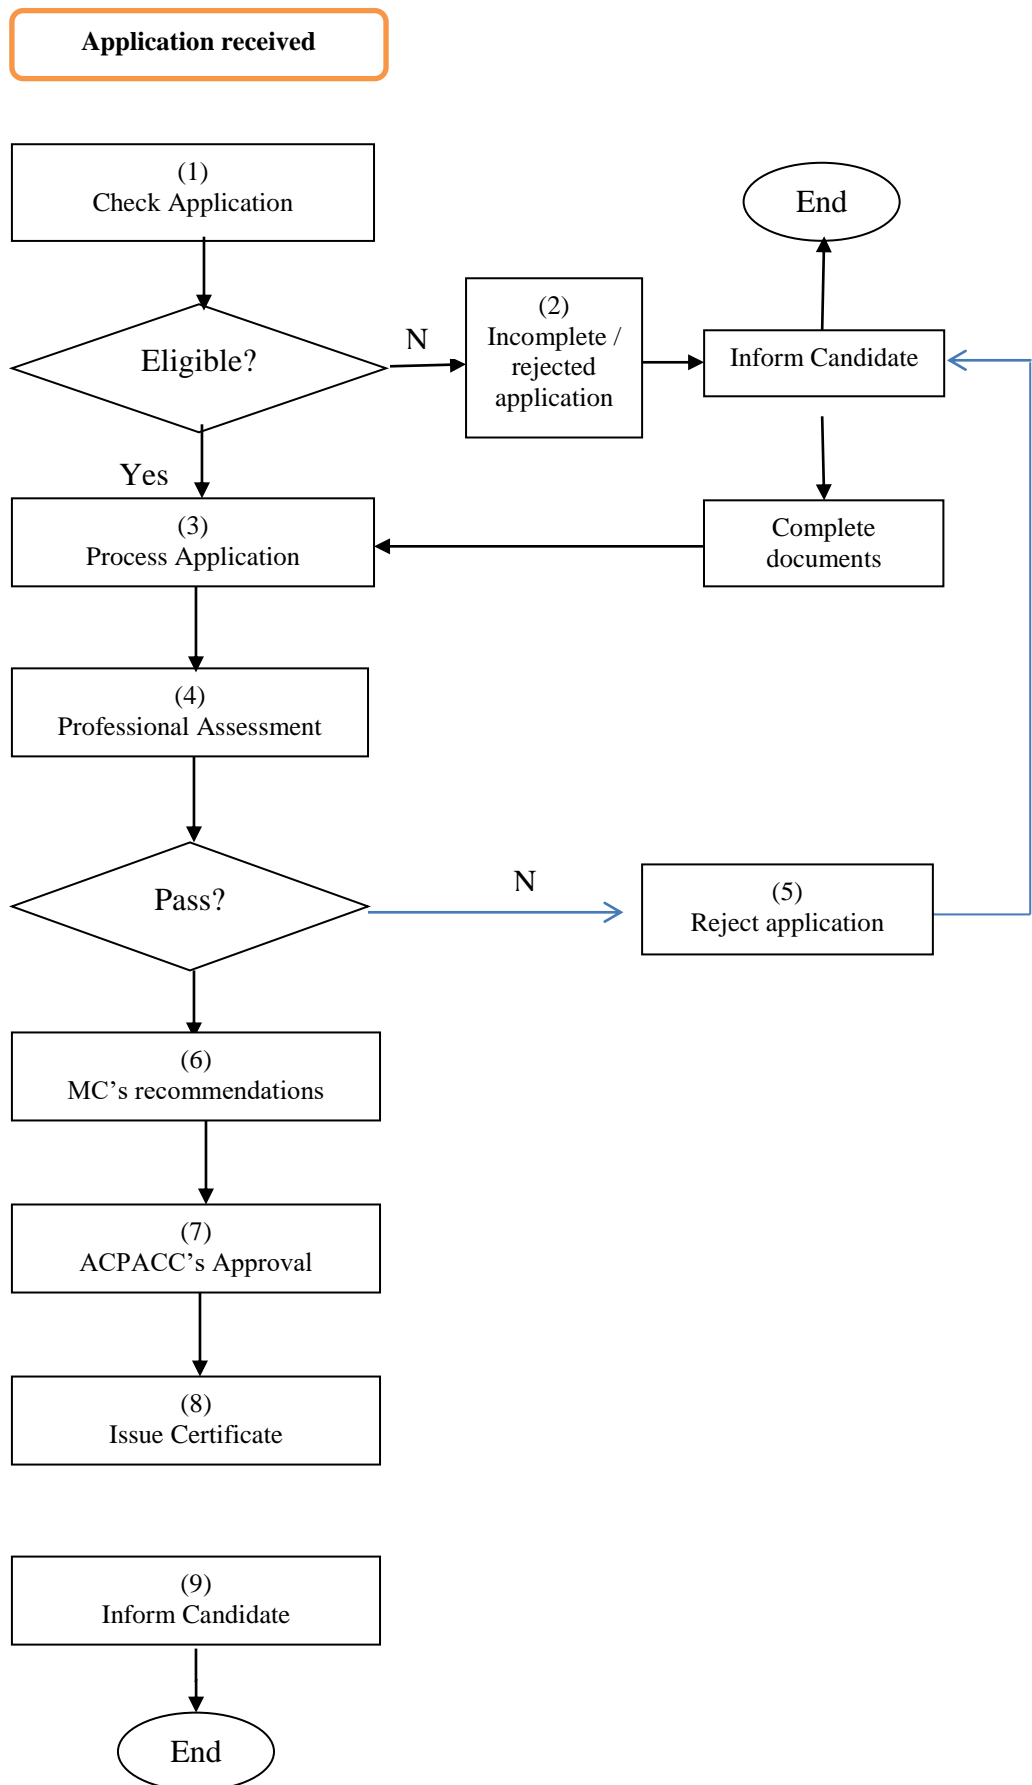 Application received
(1)
Check Application
End
Eligible?
N
(2)
Incomplete /
rejected
application
Inform Candidate
Yes
(3)
Process Application
Complete
documents
(4)
Professional Assessment
Pass?
N
(5)
Reject application
(6)
MC’s recommendations
(7)
ACPACC’s Approval
(8)
Issue Certificate
(9)
Inform Candidate
End